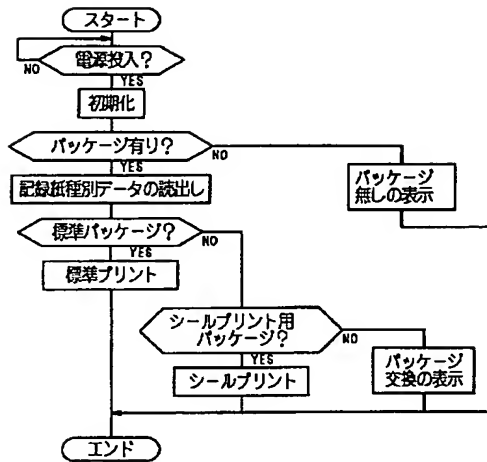 スタート
電源投入?
NO
YES
初期化
パッケージ有り?
NO
YES
記録紙種別データの読出し
パッケージ
無しの表示
標準パッケージ?
NO
YES
標準プリント
シールプリント用
パッケージ?
NO
YES
シールプリント
パッケージ
交換の表示
エンド